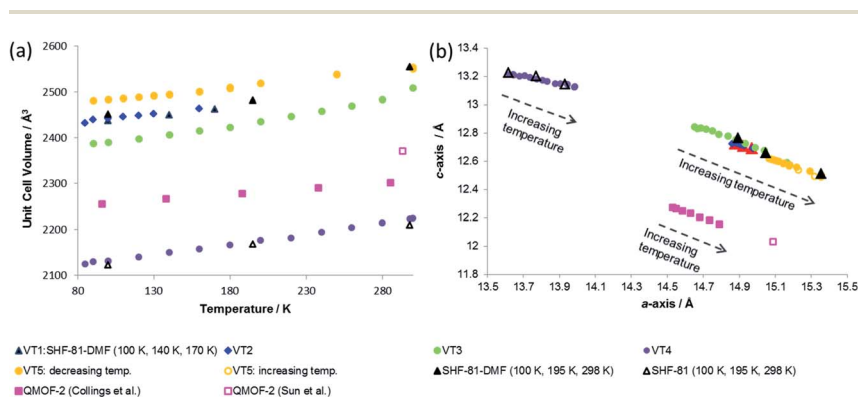 (a)
2600
2500
2400
2300
2200
2100
80
130
180
230
280
Unit Cell Volume / Å³
Temperature / K
(b)
13.6
13.4
13.2
13
12.8
12.6
12.4
12.2
12
11.8
13.5 13.7 13.9 14.1 14.3 14.5 14.7 14.9 15.1 15.3 15.5
c-axis / Å
a-axis / Å
Increasing
temperature
Increasing temperature
Increasing
temperature
VT1:SHF-81-DMF (100 K, 140 K, 170 K)
VT2
VT3
VT4
VT5: decreasing temp.
VT5: increasing temp.
SHF-81-DMF (100 K, 195 K, 298 K)
SHF-81 (100 K, 195 K, 298 K)
QMOF-2 (Collings et al.)
QMOF-2 (Sun et al.)